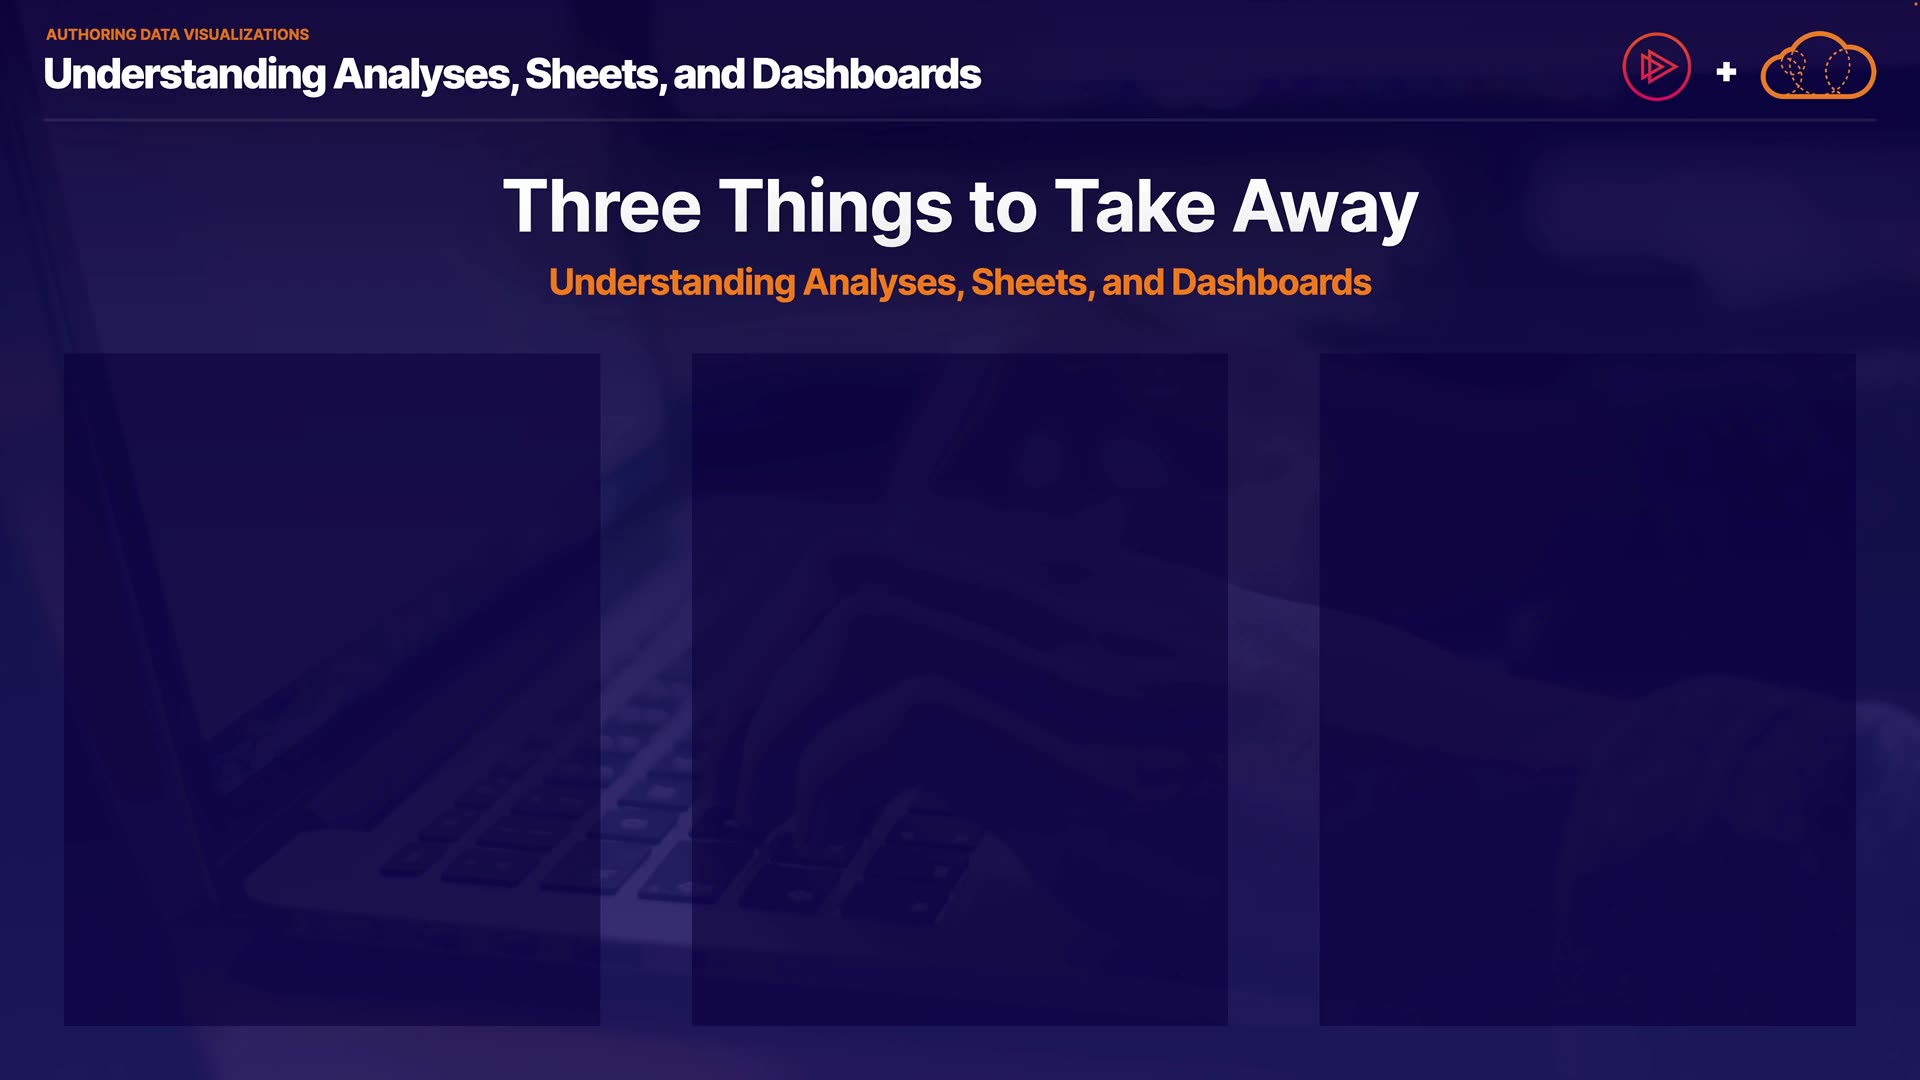 AUTHORING DATA VISUALIZATIONS
Understanding Analyses, Sheets, and Dashboards
+
Three Things to Take Away
Understanding Analyses, Sheets, and Dashboards